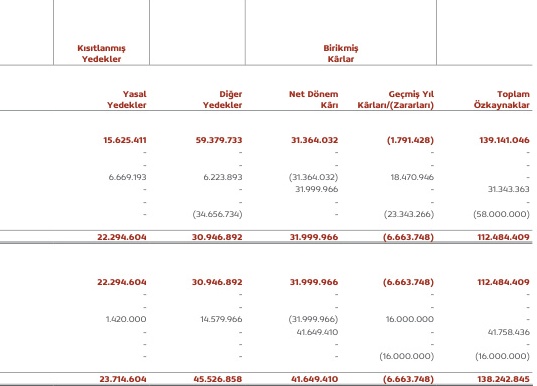 Kısıtlanmış Birikmiş
Yedekler Kârlar
Yasal Diğer Net Dönem Geçmiş Yıl Toplam
Yedekler Yedekler Kârı Kârları/(Zararları) Özkaynaklar
15.625.411 59.379.733 31.364.032 (1.791.428) 139.141.046
- - - - -
- - - - -
6.669.193 6.223.893 (31.364.032) 18.470.946 -
- - 31.999.966 - 31.343.363
- - - - -
- (34.656.734) - (23.343.266) (58.000.000)
22.294.604 30.946.892 31.999.966 (6.663.748) 112.484.409
22.294.604 30.946.892 31.999.966 (6.663.748) 112.484.409
- - - - -
- - - - -
1.420.000 14.579.966 (31.999.966) 16.000.000 -
- - 41.649.410 - 41.758.436
- - - - -
- - - (16.000.000) (16.000.000)
23.714.604 45.526.858 41.649.410 (6.663.748) 138.242.845